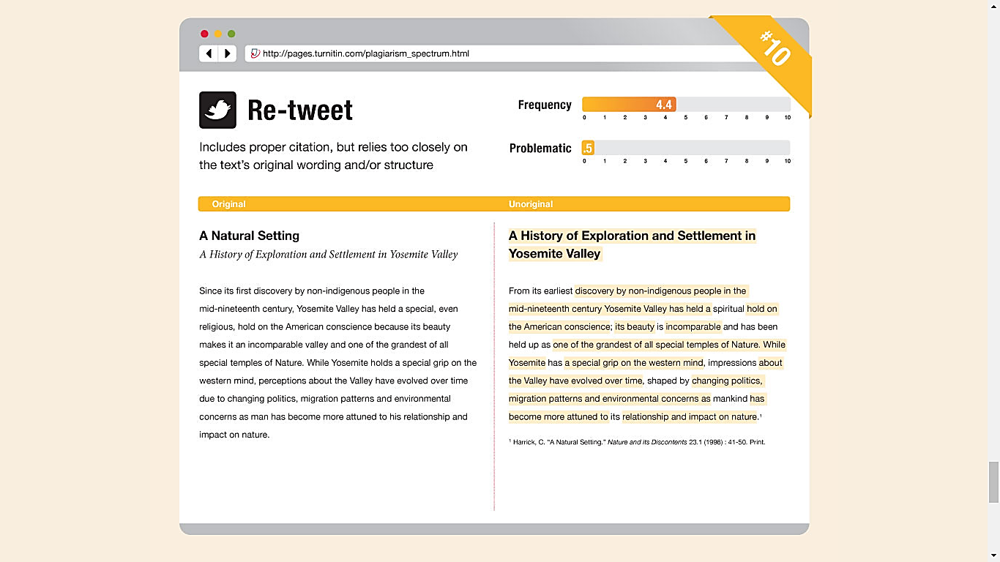 http://pages.turnitin.com/plagiarism_spectrum.html
#10
Re-tweet
Includes proper citation, but relies too closely on
the text's original wording and/or structure
Frequency
4.4
0 1 2 3 4 5 6 7 8 9 10
Problematic
.5
0 1 2 3 4 5 6 7 8 9 10
Original
Unoriginal
A Natural Setting
A History of Exploration and Settlement in Yosemite Valley
Since its first discovery by non-indigenous people in the
mid-nineteenth century, Yosemite Valley has held a special, even
religious, hold on the American conscience because its beauty
makes it an incomparable valley and one of the grandest of all
special temples of Nature. While Yosemite holds a special grip on the
western mind, perceptions about the Valley have evolved over time
due to changing politics, migration patterns and environmental
concerns as man has become more attuned to his relationship and
impact on nature.
A History of Exploration and Settlement in
Yosemite Valley
From its earliest discovery by non-indigenous people in the
mid-nineteenth century Yosemite Valley has held a spiritual hold on
the American conscience; its beauty is incomparable and has been
held up as one of the grandest of all special temples of Nature. While
Yosemite has a special grip on the western mind, impressions about
the Valley have evolved over time, shaped by changing politics,
migration patterns and environmental concerns as mankind has
become more attuned to its relationship and impact on nature.¹
¹ Harrick, C. "A Natural Setting." Nature and its Discontents 23.1 (1996) : 41-50. Print.